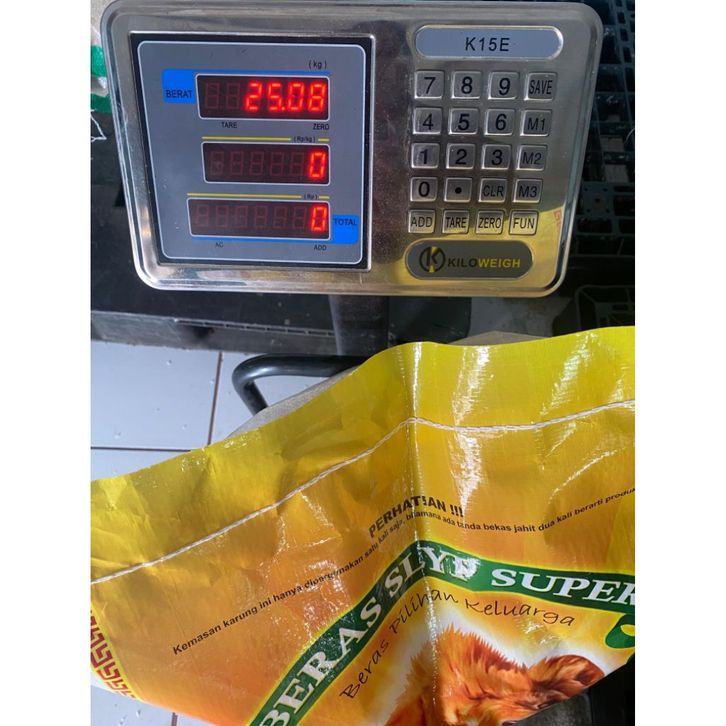 K15E
(kg)
BERAT
25.08
TARE ZERO
(Rp/kg)
0
(Rp)
0
TOTAL
AC ADD
7 8 9 SAVE
4 5 6 M1
1 2 3 M2
0 • CLR M3
ADD TARE ZERO FUN
K KILOWEIGH
PERHATIAN !!!
Kemasan karung ini hanya dipergunakan satu kali saja, bilamana ada tanda bekas jahit dua kali berarti produ
BERAS SLYP SUPER
Beras Pilihan Keluarga